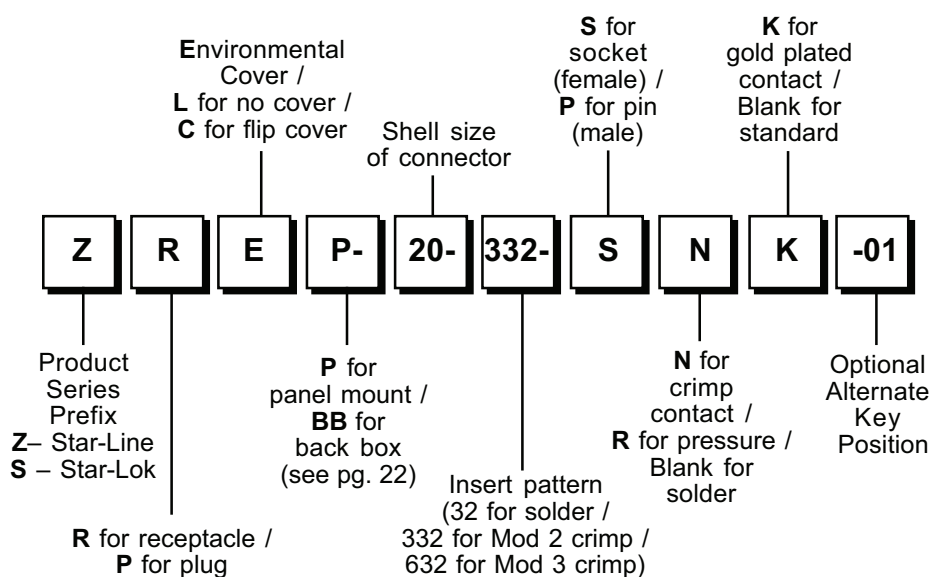 Environmental
Cover /
L for no cover /
C for flip cover
Shell size
of connector
S for
socket
(female) /
P for pin
(male)
K for
gold plated
contact /
Blank for
standard
Z R E P- 20- 332- S N K -01
Product
Series
Prefix
Z– Star-Line
S – Star-Lok
R for receptacle /
P for plug
P for
panel mount /
BB for
back box
(see pg. 22)
Insert pattern
(32 for solder /
332 for Mod 2 crimp /
632 for Mod 3 crimp)
N for
crimp
contact /
R for pressure /
Blank for
solder
Optional
Alternate
Key
Position